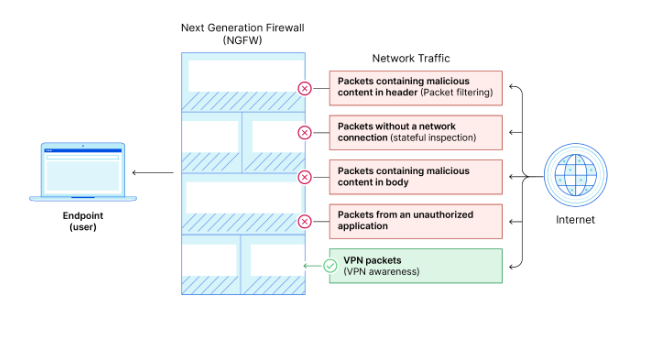 Next Generation Firewall
(NGFW)
Network Traffic
Packets containing malicious
content in header (Packet filtering)
Packets without a network
connection (stateful inspection)
Packets containing malicious
content in body
Packets from an unauthorized
application
VPN packets
(VPN awareness)
Endpoint
(user)
Internet